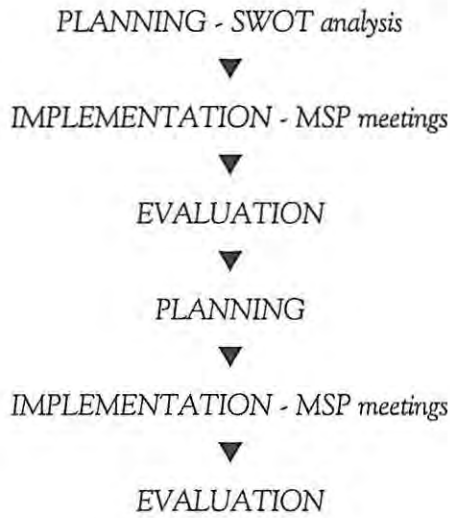 PLANNING - SWOT analysis
IMPLEMENTATION - MSP meetings
EVALUATION
PLANNING
IMPLEMENTATION - MSP meetings
EVALUATION